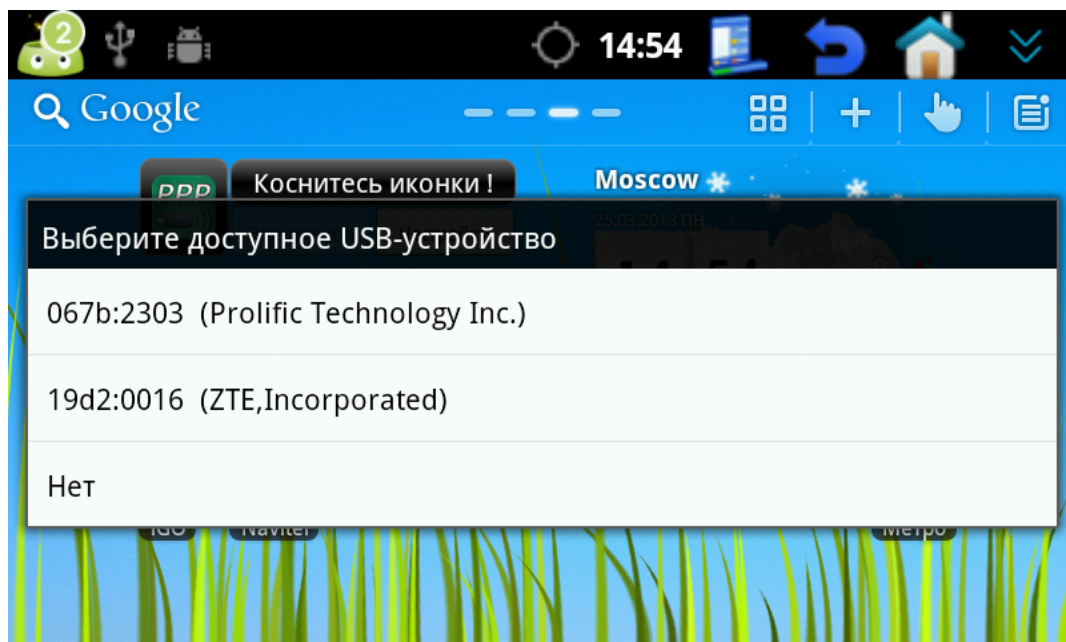 2
14:54
Google
PPP
Коснитесь иконки !
Moscow
25.03.2013 ПН
Выберите доступное USB-устройство
067b:2303 (Prolific Technology Inc.)
19d2:0016 (ZTE,Incorporated)
Нет
iGO
Navitel
Метро